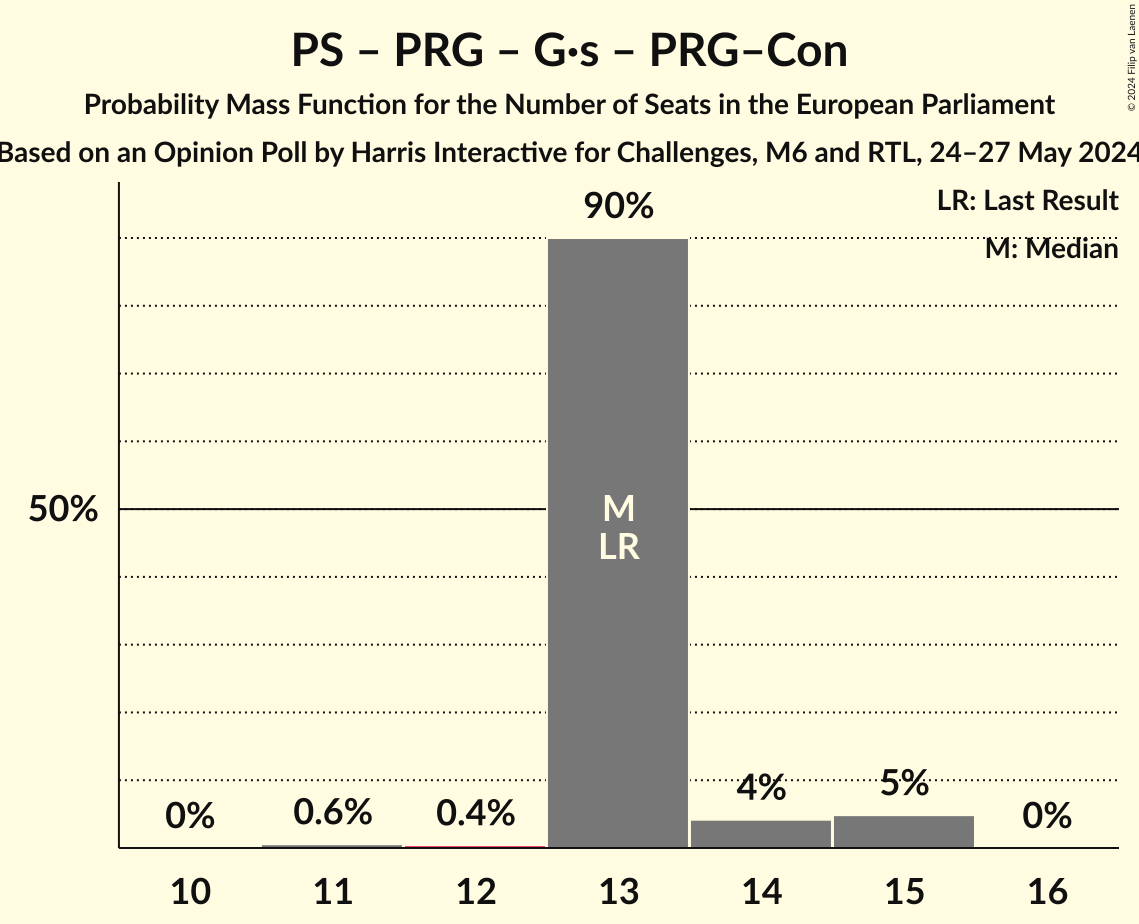 PS – PRG – G•s – PRG–Con
Probability Mass Function for the Number of Seats in the European Parliament
Based on an Opinion Poll by Harris Interactive for Challenges, M6 and RTL, 24–27 May 2024
© 2024 Filip van Laenen
LR: Last Result
M: Median
90%
50%
M
LR
0%
0.6%
0.4%
4%
5%
0%
10
11
12
13
14
15
16